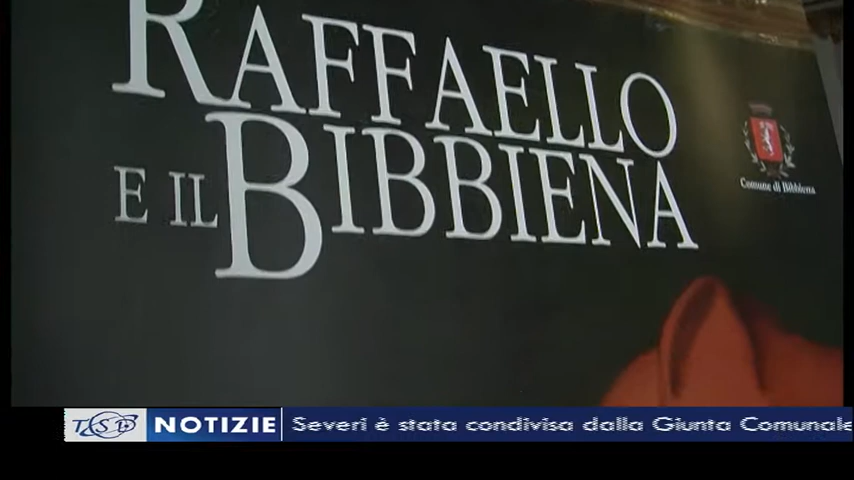 RAFFAELLO
E IL BIBBIENA
Comune di Bibbiena
TSD NOTIZIE Severi è stata condivisa dalla Giunta Comunale